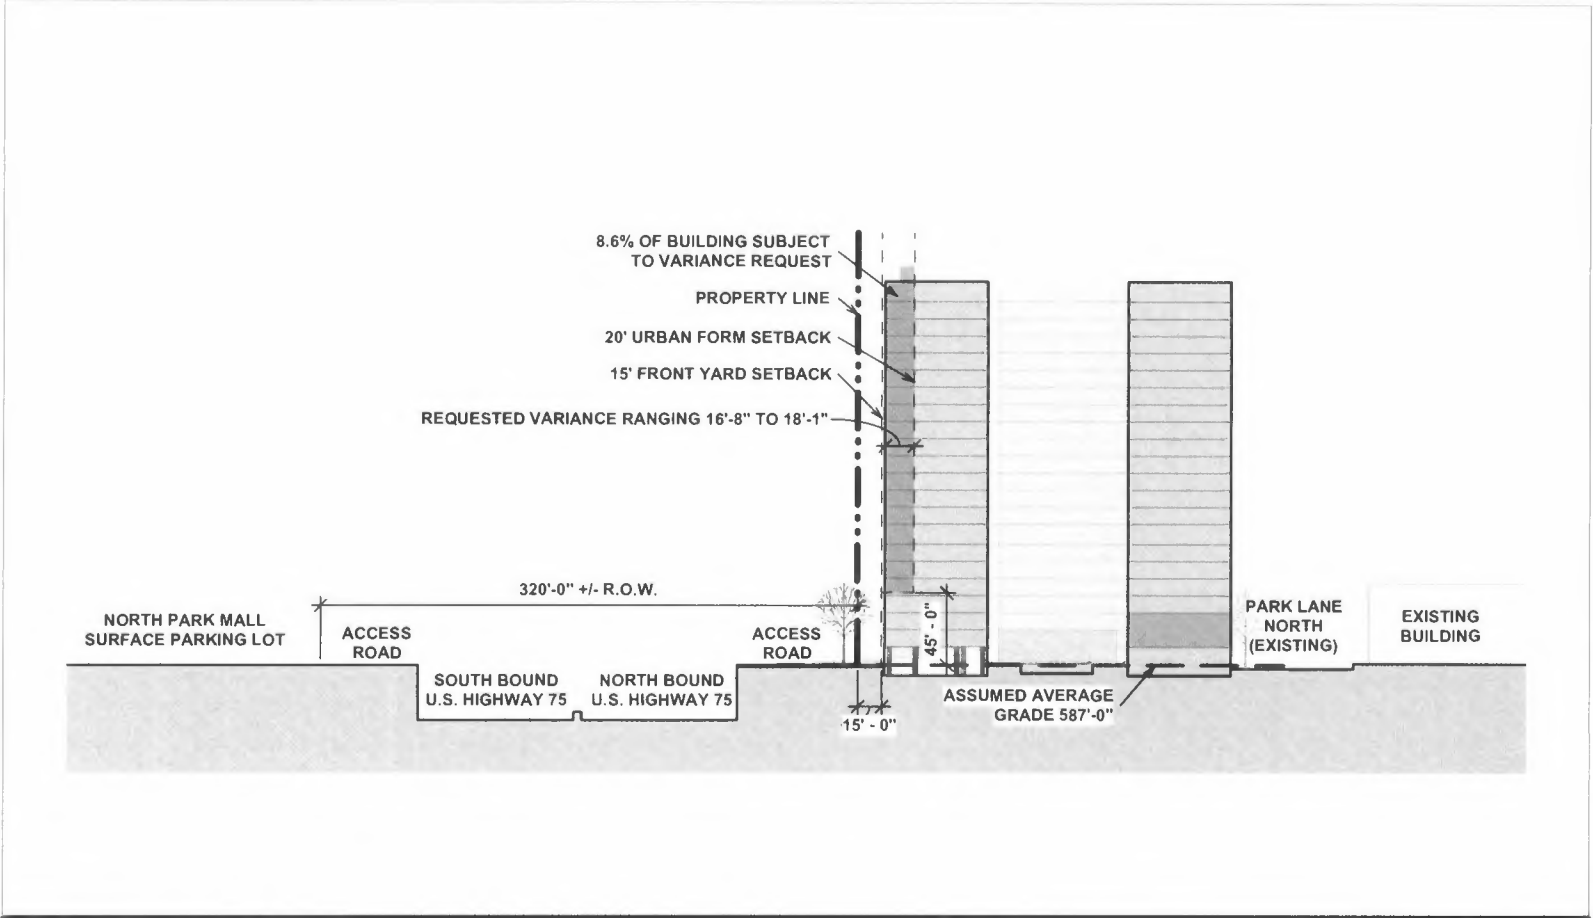 8.6% OF BUILDING SUBJECT
TO VARIANCE REQUEST
PROPERTY LINE
20' URBAN FORM SETBACK
15' FRONT YARD SETBACK
REQUESTED VARIANCE RANGING 16'-8" TO 18'-1"
320'-0" +/- R.O.W.
NORTH PARK MALL
SURFACE PARKING LOT
ACCESS
ROAD
ACCESS
ROAD
45' - 0"
PARK LANE
NORTH
(EXISTING)
EXISTING
BUILDING
SOUTH BOUND
U.S. HIGHWAY 75
NORTH BOUND
U.S. HIGHWAY 75
15' - 0"
ASSUMED AVERAGE
GRADE 587'-0"